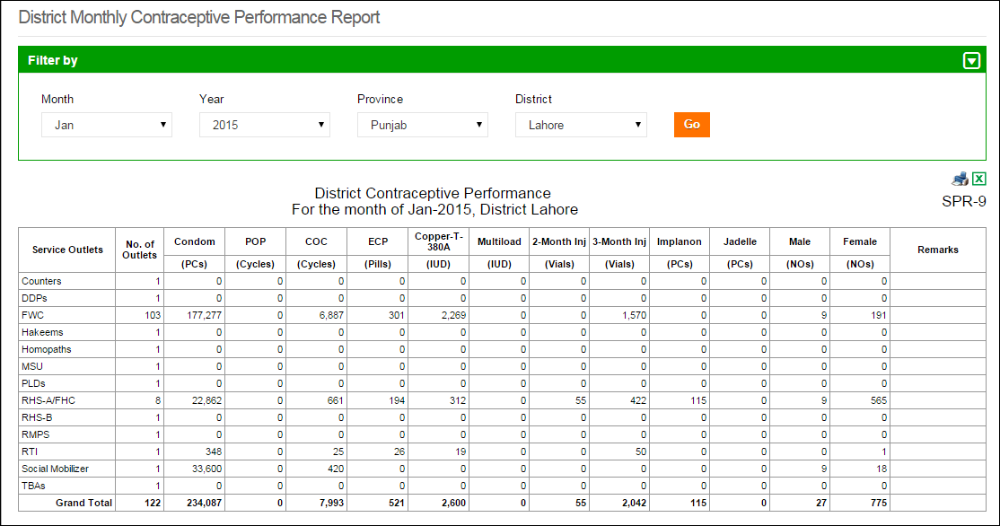 District Monthly Contraceptive Performance Report
Filter by
Month Year Province District
Jan 2015 Punjab Lahore Go
District Contraceptive Performance
For the month of Jan-2015, District Lahore
SPR-9
Service Outlets No. of Outlets Condom POP COC ECP Copper-T-380A Multiload 2-Month Inj 3-Month Inj Implanon Jadelle Male Female Remarks
(PCs) (Cycles) (Cycles) (Pills) (IUD) (IUD) (Vials) (Vials) (PCs) (PCs) (NOs) (NOs)
Counters 1 0 0 0 0 0 0 0 0 0 0 0 0
DDPs 1 0 0 0 0 0 0 0 0 0 0 0 0
FWC 103 177,277 0 6,887 301 2,269 0 0 1,570 0 0 9 191
Hakeems 1 0 0 0 0 0 0 0 0 0 0 0 0
Homopaths 1 0 0 0 0 0 0 0 0 0 0 0 0
MSU 1 0 0 0 0 0 0 0 0 0 0 0 0
PLDs 1 0 0 0 0 0 0 0 0 0 0 0 0
RHS-A/FHC 8 22,862 0 661 194 312 0 55 422 115 0 9 565
RHS-B 1 0 0 0 0 0 0 0 0 0 0 0 0
RMPS 1 0 0 0 0 0 0 0 0 0 0 0 0
RTI 1 348 0 25 26 19 0 0 50 0 0 0 1
Social Mobilizer 1 33,600 0 420 0 0 0 0 0 0 0 9 18
TBAs 1 0 0 0 0 0 0 0 0 0 0 0 0
Grand Total 122 234,087 0 7,993 521 2,600 0 55 2,042 115 0 27 775